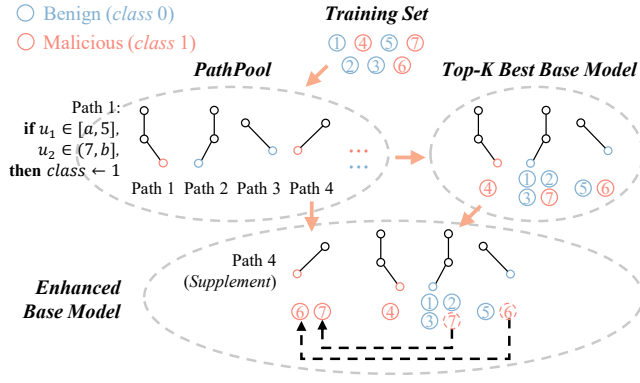 Benign (class 0)
Malicious (class 1)
Training Set
1 4 5 7
2 3 6
PathPool
Top-K Best Base Model
Path 1:
if u₁ ∈ [a, 5],
u₂ ∈ (7, b],
then class ← 1
Path 1 Path 2 Path 3 Path 4
4
1 2
3 7
5 6
Path 4
(Supplement)
Enhanced
Base Model
6 7
4
1 2
3 7
5 6